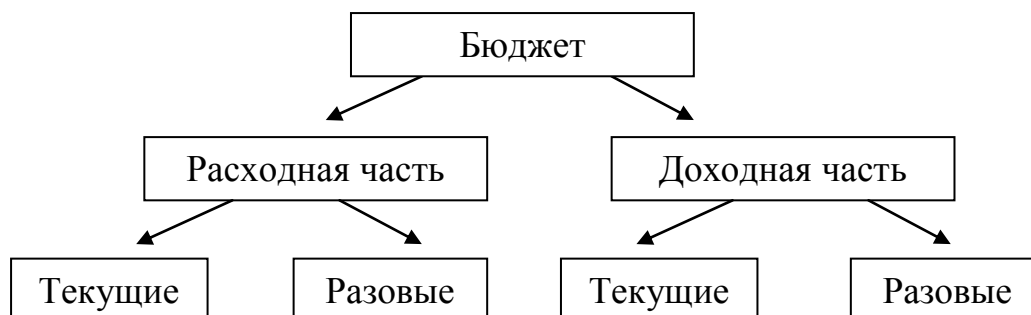 Бюджет
Расходная часть
Доходная часть
Текущие
Разовые
Текущие
Разовые